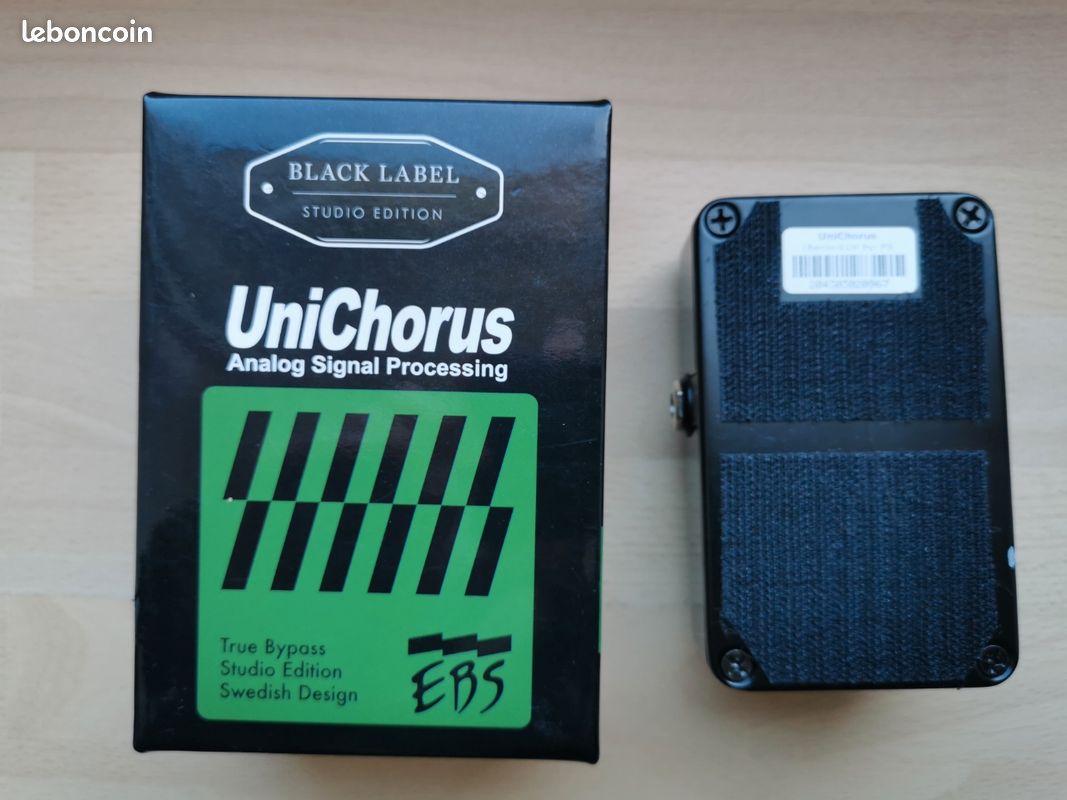 leboncoin
BLACK LABEL
STUDIO EDITION
UniChorus
Analog Signal Processing
True Bypass
Studio Edition
Swedish Design
EBS
UniChorus